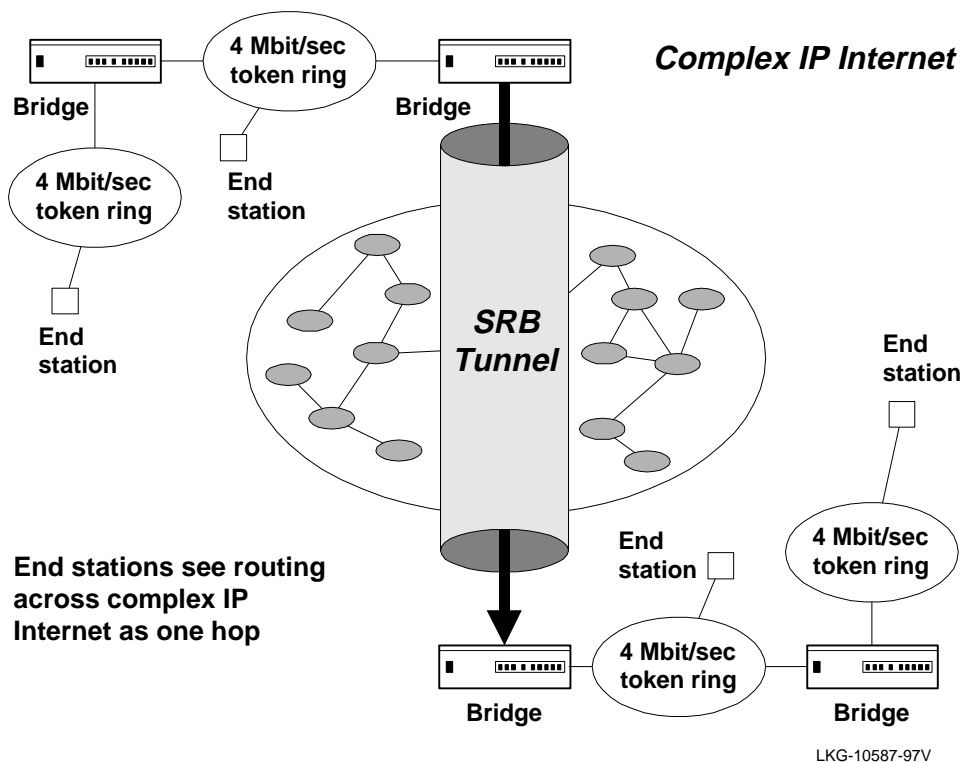 4 Mbit/sec
token ring
Complex IP Internet
Bridge
Bridge
4 Mbit/sec
token ring
End
station
End
station
SRB
Tunnel
End
station
End stations see routing
across complex IP
Internet as one hop
End
station
4 Mbit/sec
token ring
4 Mbit/sec
token ring
Bridge
Bridge
LKG-10587-97V